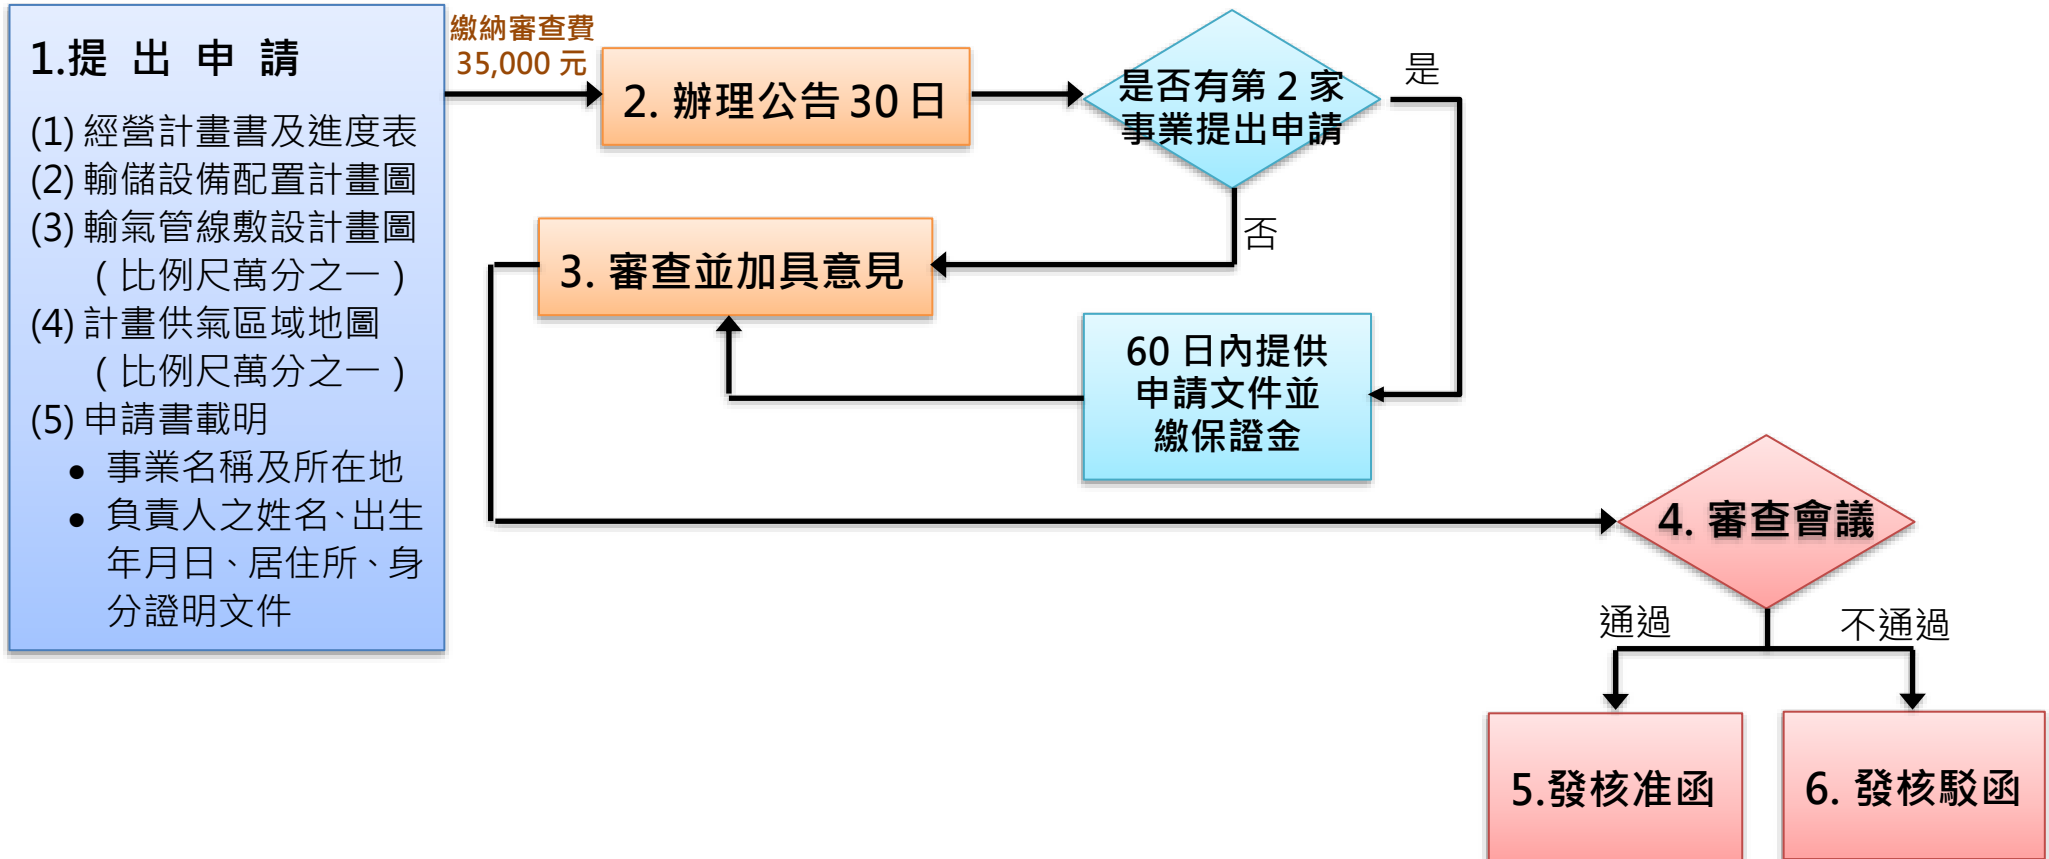 1.提 出 申 請
(1) 經營計畫書及進度表
(2) 輸儲設備配置計畫圖
(3) 輸氣管線敷設計畫圖
(比例尺萬分之一)
(4) 計畫供氣區域地圖
(比例尺萬分之一)
(5) 申請書載明
● 事業名稱及所在地
● 負責人之姓名、出生
年月日、居住所、身
分證明文件
繳納審查費
35,000 元
2. 辦理公告 30 日
是否有第 2 家
事業提出申請
是
否
3. 審查並加具意見
60 日內提供
申請文件並
繳保證金
4. 審查會議
通過
不通過
5.發核准函
6. 發核駁函